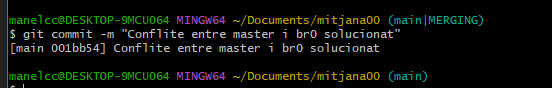 manelcc@DESKTOP-9MCU064 MINGW64 ~/Documents/mitjana00 (main|MERGING)
$ git commit -m "Conflite entre master i br0 solucionat"
[main 001bb54] Conflite entre master i br0 solucionat
manelcc@DESKTOP-9MCU064 MINGW64 ~/Documents/mitjana00 (main)